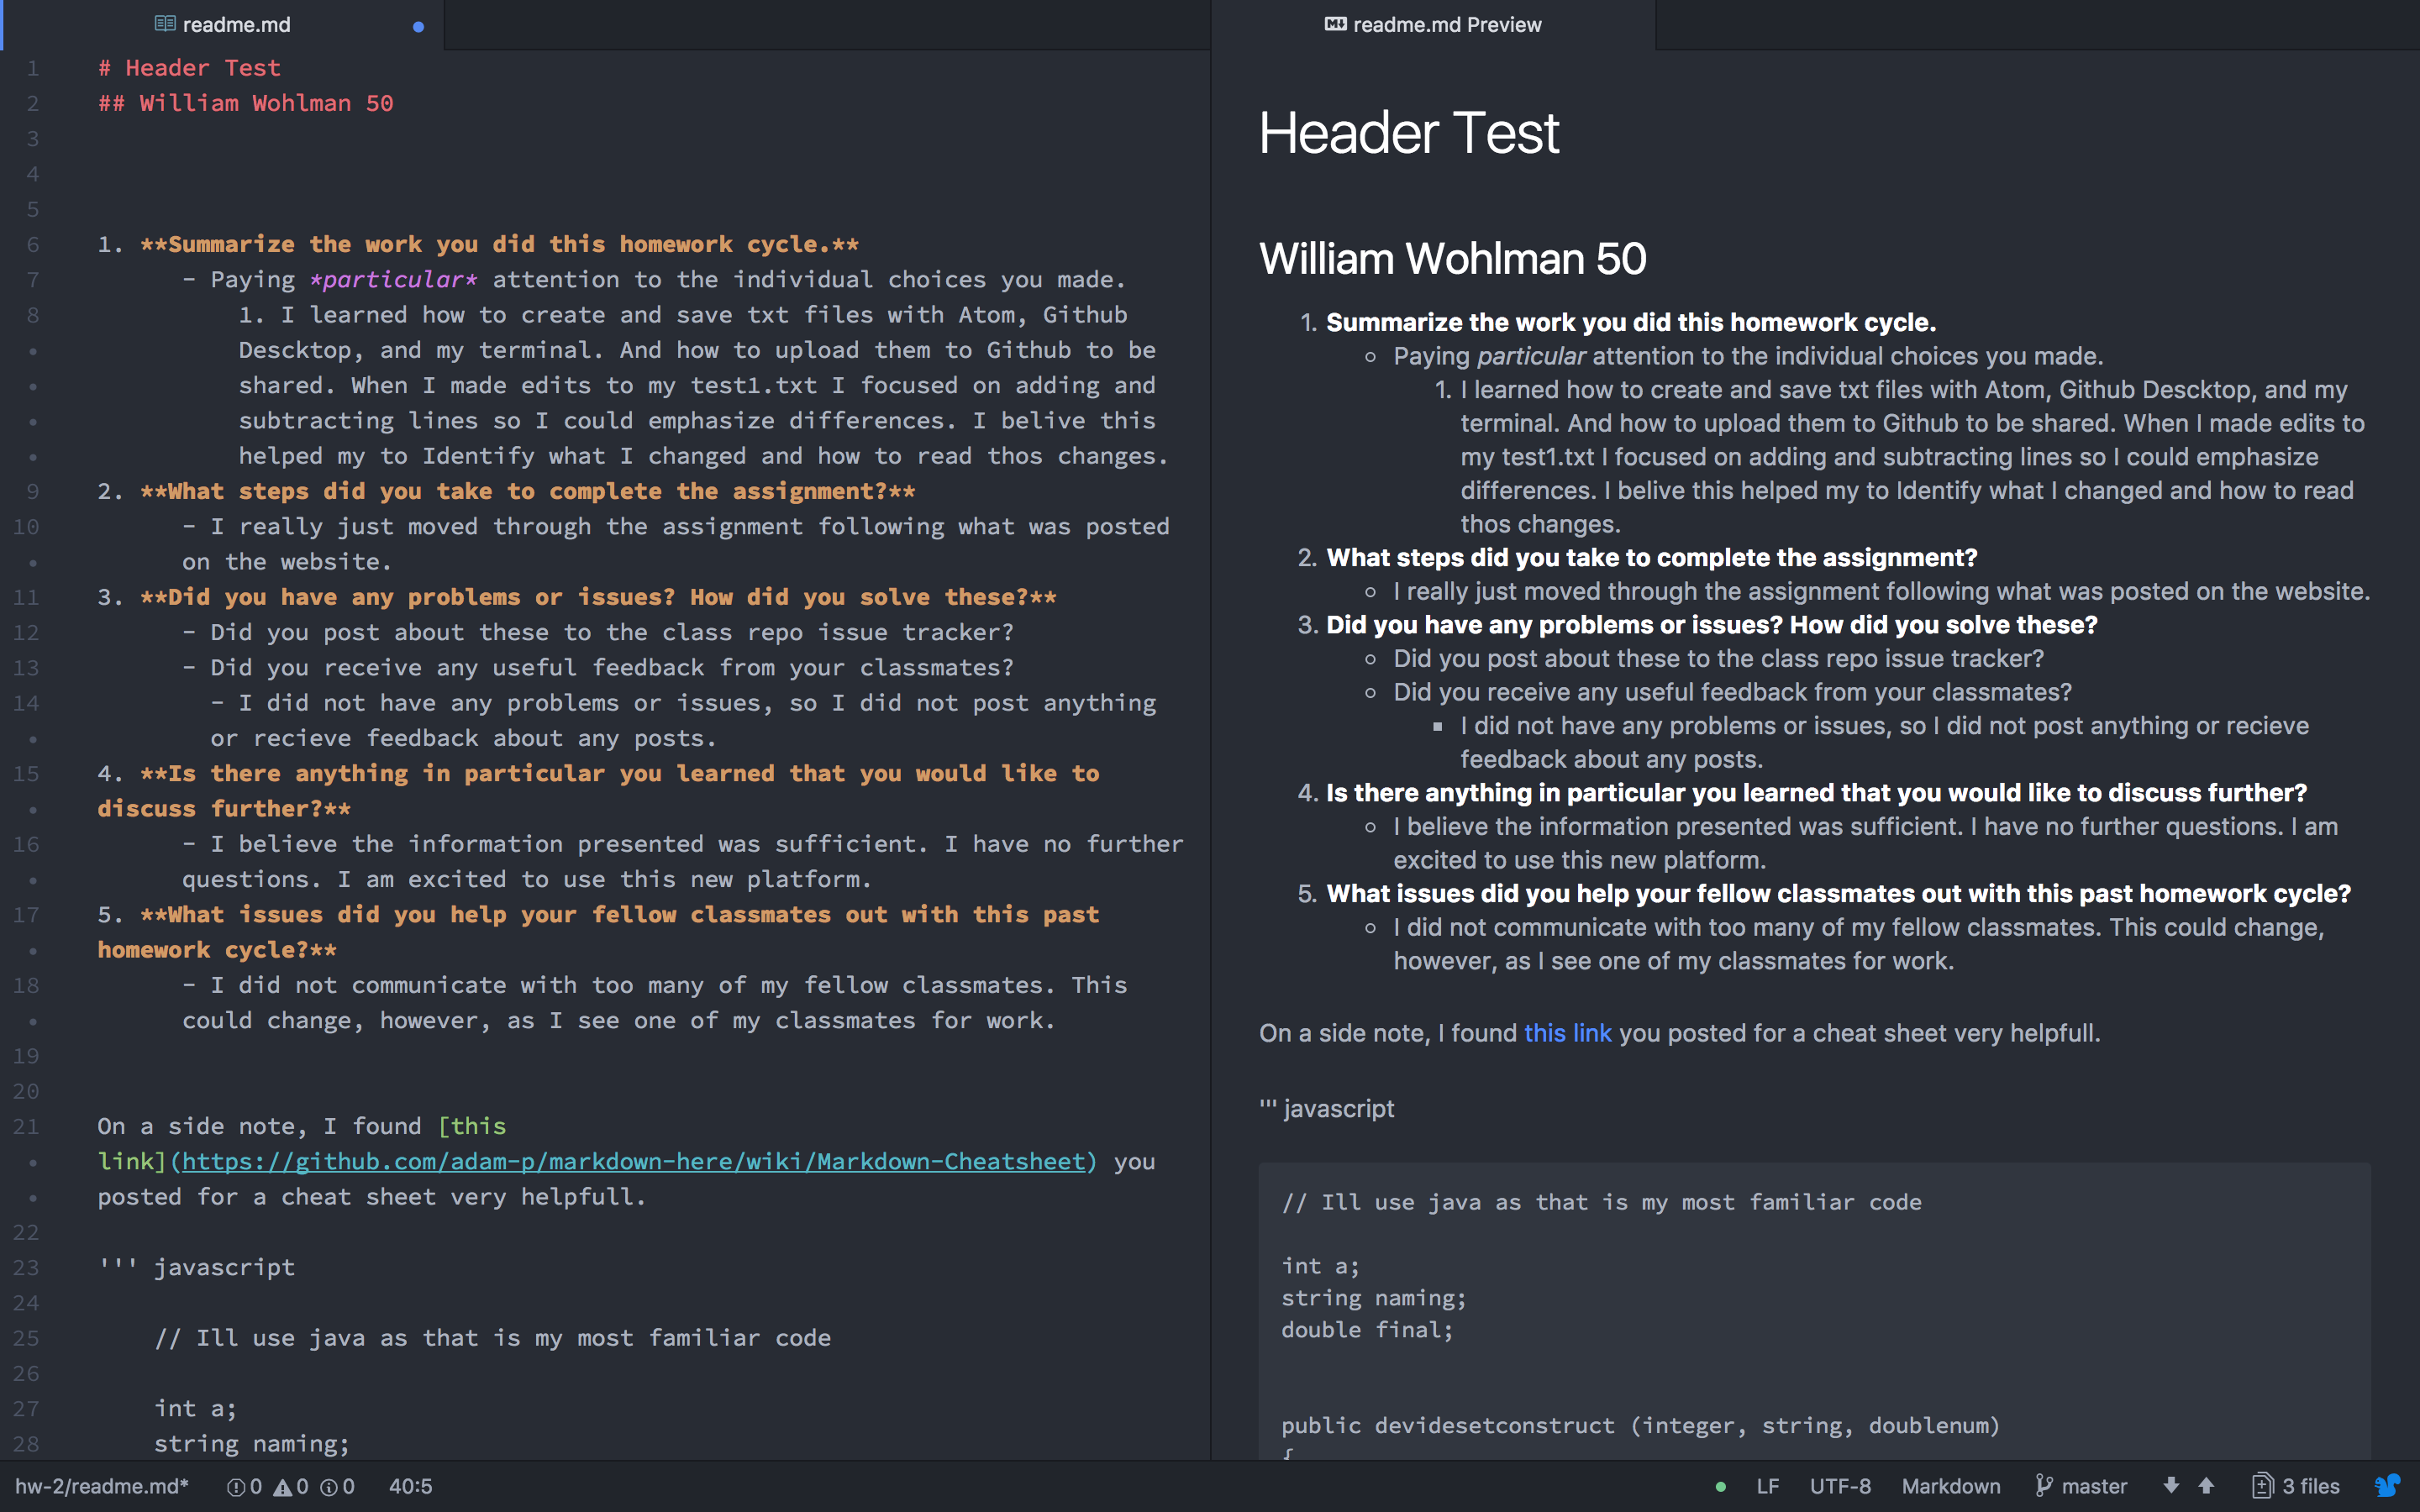 readme.md
1 # Header Test
2 ## William Wohlman 50
3
4
5
6 1. **Summarize the work you did this homework cycle.**
7 - Paying *particular* attention to the individual choices you made.
8 1. I learned how to create and save txt files with Atom, Github
Descktop, and my terminal. And how to upload them to Github to be
shared. When I made edits to my test1.txt I focused on adding and
subtracting lines so I could emphasize differences. I belive this
helped my to Identify what I changed and how to read thos changes.
9 2. **What steps did you take to complete the assignment?**
10 - I really just moved through the assignment following what was posted
on the website.
11 3. **Did you have any problems or issues? How did you solve these?**
12 - Did you post about these to the class repo issue tracker?
13 - Did you receive any useful feedback from your classmates?
14 - I did not have any problems or issues, so I did not post anything
or recieve feedback about any posts.
15 4. **Is there anything in particular you learned that you would like to
discuss further?**
16 - I believe the information presented was sufficient. I have no further
questions. I am excited to use this new platform.
17 5. **What issues did you help your fellow classmates out with this past
homework cycle?**
18 - I did not communicate with too many of my fellow classmates. This
could change, however, as I see one of my classmates for work.
19
20
21 On a side note, I found [this
link](https://github.com/adam-p/markdown-here/wiki/Markdown-Cheatsheet) you
posted for a cheat sheet very helpfull.
22
23 ''' javascript
24
25 // Ill use java as that is my most familiar code
26
27 int a;
28 string naming;
readme.md Preview
Header Test
William Wohlman 50
1. Summarize the work you did this homework cycle.
Paying particular attention to the individual choices you made.
1. I learned how to create and save txt files with Atom, Github Descktop, and my
terminal. And how to upload them to Github to be shared. When I made edits to
my test1.txt I focused on adding and subtracting lines so I could emphasize
differences. I belive this helped my to Identify what I changed and how to read
thos changes.
2. What steps did you take to complete the assignment?
I really just moved through the assignment following what was posted on the website.
3. Did you have any problems or issues? How did you solve these?
Did you post about these to the class repo issue tracker?
Did you receive any useful feedback from your classmates?
I did not have any problems or issues, so I did not post anything or recieve
feedback about any posts.
4. Is there anything in particular you learned that you would like to discuss further?
I believe the information presented was sufficient. I have no further questions. I am
excited to use this new platform.
5. What issues did you help your fellow classmates out with this past homework cycle?
I did not communicate with too many of my fellow classmates. This could change,
however, as I see one of my classmates for work.
On a side note, I found this link you posted for a cheat sheet very helpfull.
''' javascript
// Ill use java as that is my most familiar code
int a;
string naming;
double final;
public devidesetconstruct (integer, string, doublenum)
{
hw-2/readme.md* 0 0 0 40:5 LF UTF-8 Markdown master 3 files